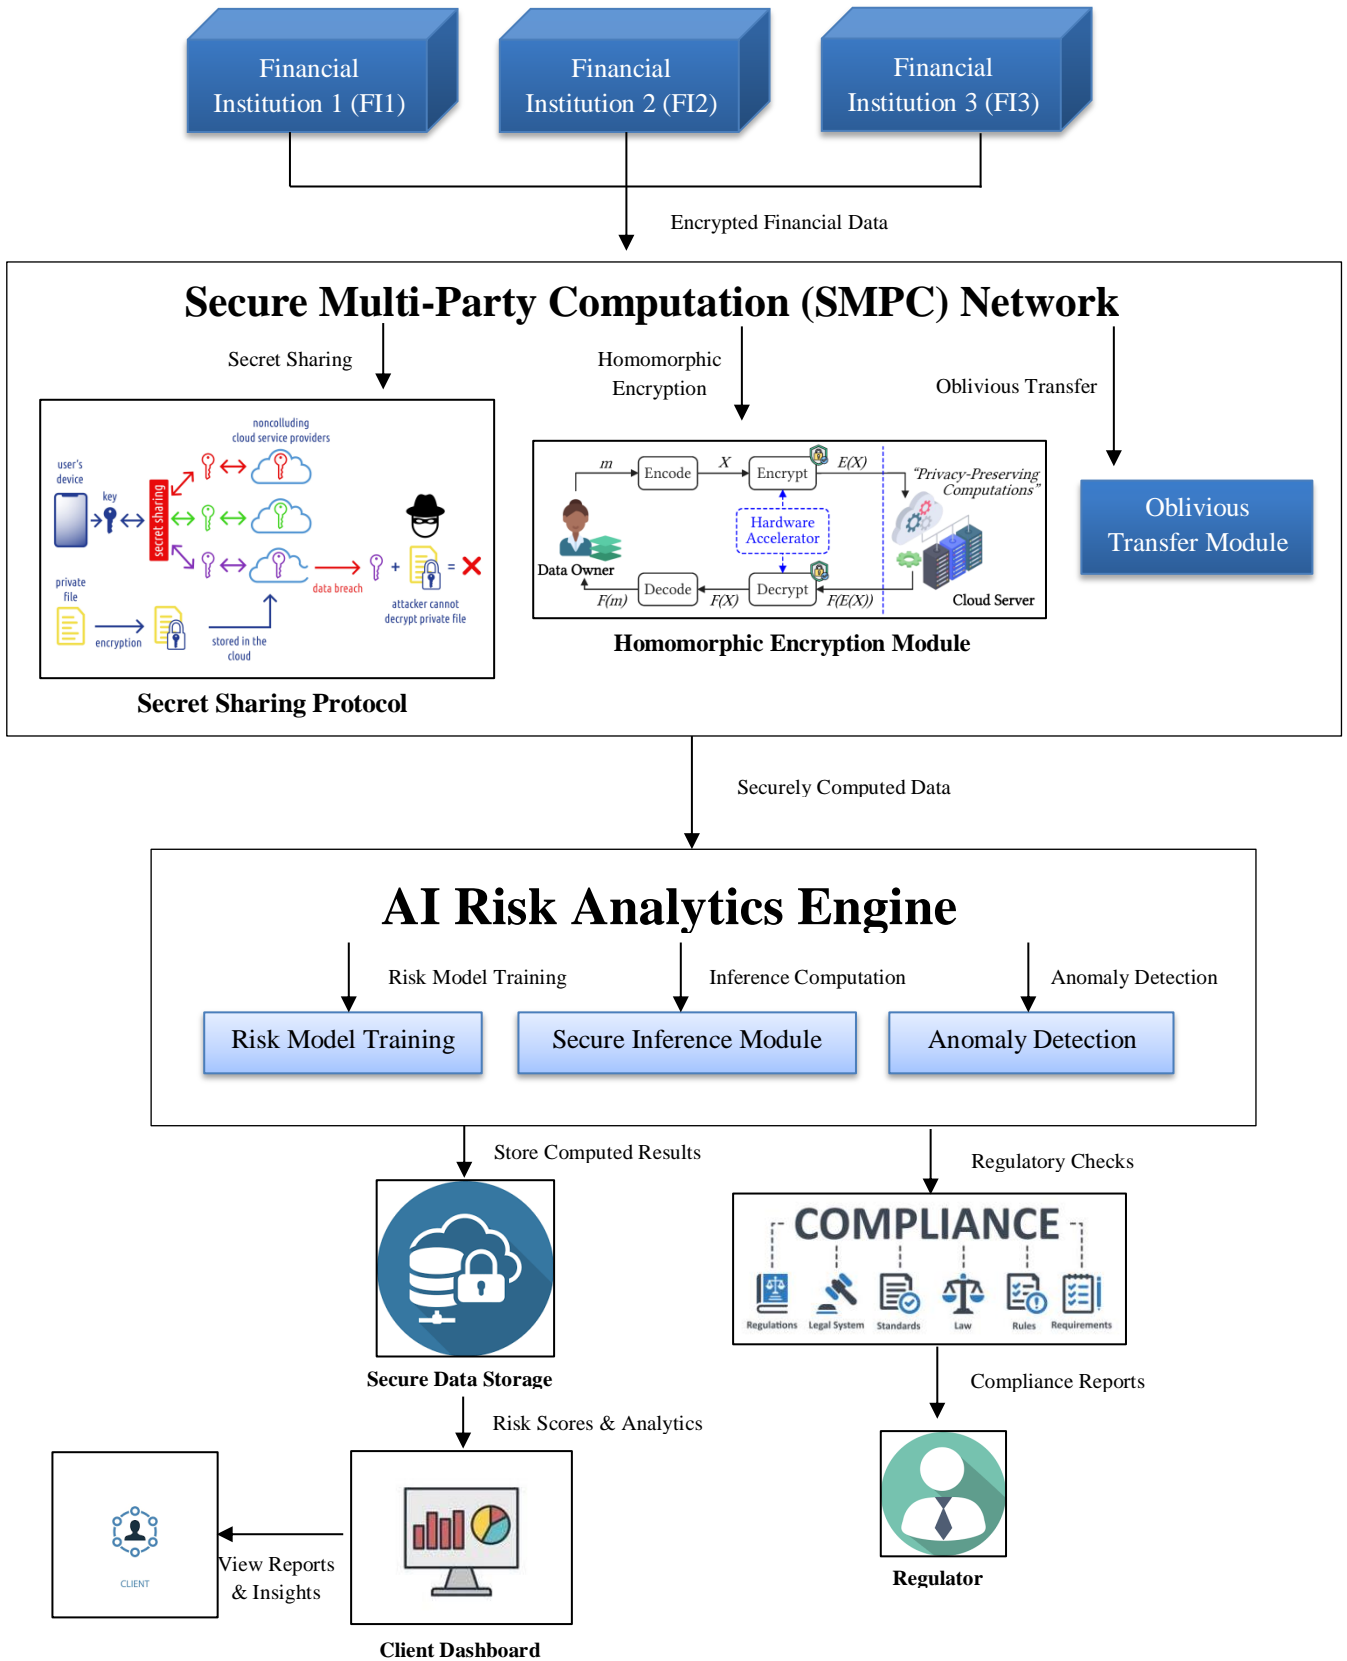 Financial
Institution 1 (FI1)
Financial
Institution 2 (FI2)
Financial
Institution 3 (FI3)
Encrypted Financial Data
Secure Multi-Party Computation (SMPC) Network
Secret Sharing
Homomorphic
Encryption
Oblivious Transfer
noncolluding
cloud service providers
user's
device
key
secret sharing
data breach
+
=
attacker cannot
decrypt private file
private
file
encryption
stored in the
cloud
Secret Sharing Protocol
m
Encode
X
Encrypt
E(X)
"Privacy-Preserving
Computations"
Hardware
Accelerator
Data Owner
F(m)
Decode
F(X)
Decrypt
F(E(X))
Cloud Server
Homomorphic Encryption Module
Oblivious
Transfer Module
Securely Computed Data
AI Risk Analytics Engine
Risk Model Training
Inference Computation
Anomaly Detection
Risk Model Training
Secure Inference Module
Anomaly Detection
Store Computed Results
Regulatory Checks
COMPLIANCE
Regulations
Legal System
Standards
Law
Rules
Requirements
Secure Data Storage
Compliance Reports
Risk Scores & Analytics
CLIENT
View Reports
& Insights
Client Dashboard
Regulator